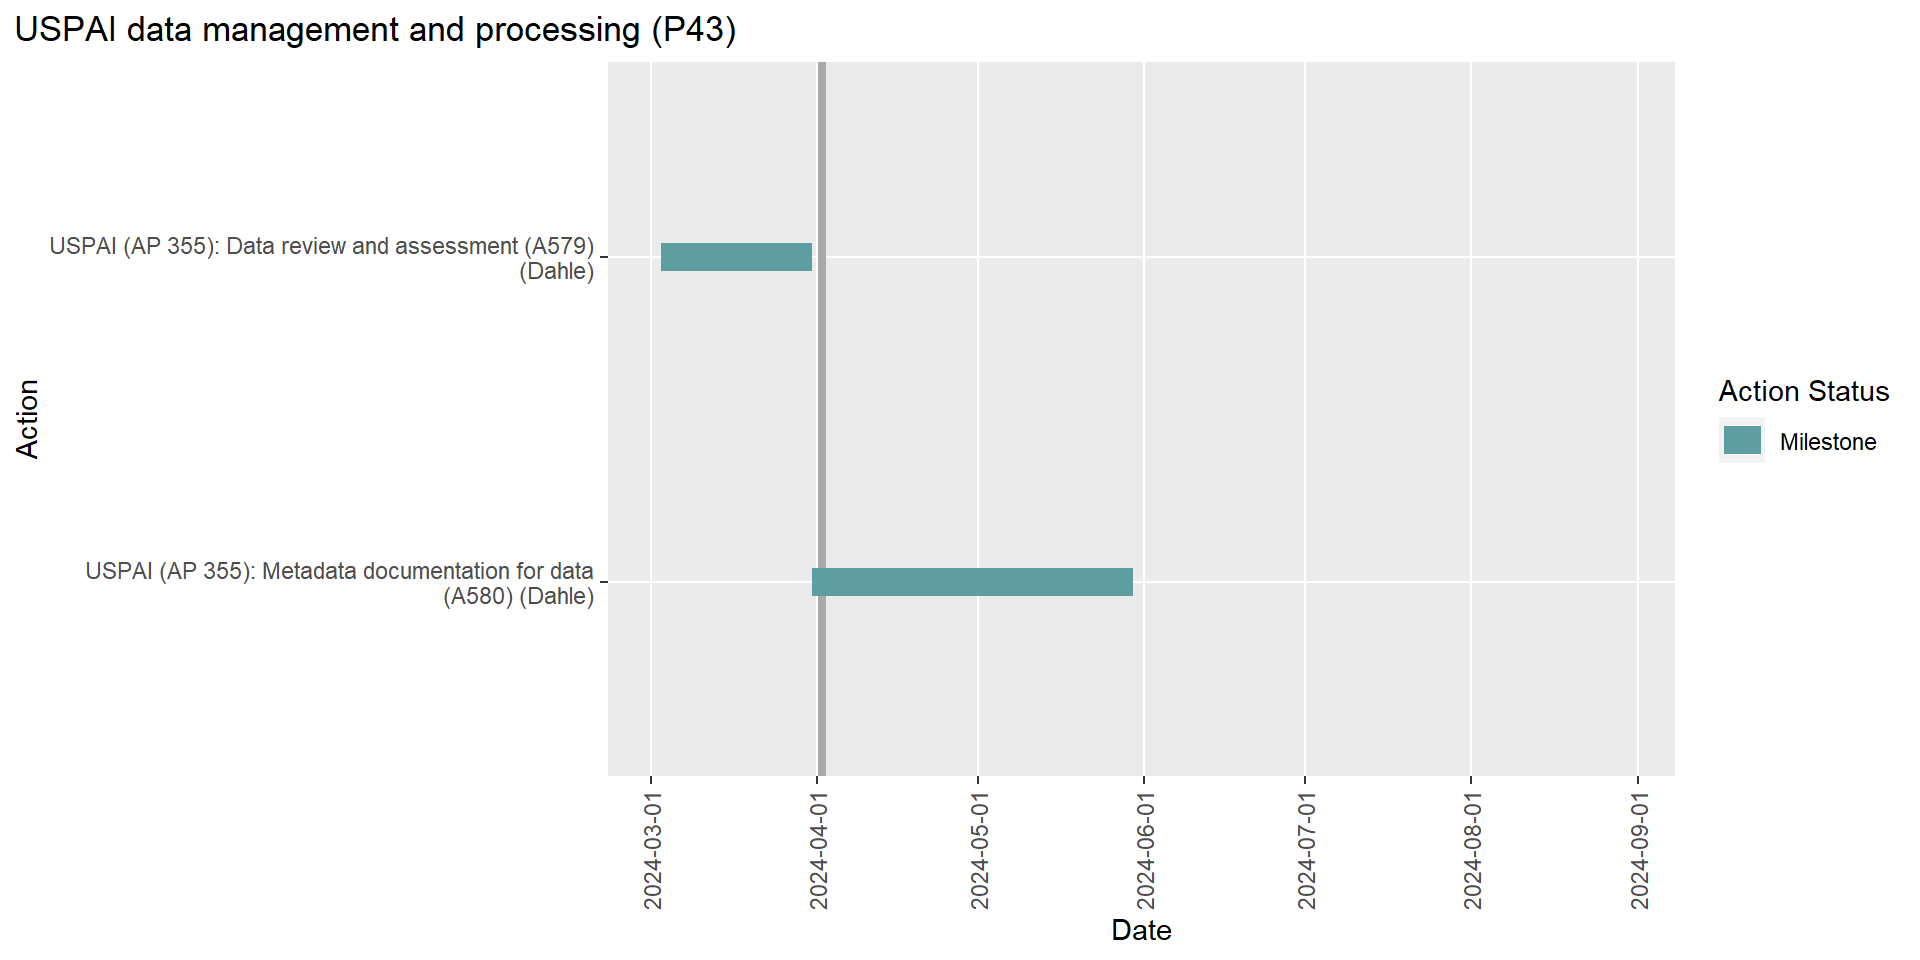 USPAI data management and processing (P43)
USPAI (AP 355): Data review and assessment (A579)
(Dahle)
USPAI (AP 355): Metadata documentation for data
(A580) (Dahle)
Action
2024-03-01
2024-04-01
2024-05-01
2024-06-01
2024-07-01
2024-08-01
2024-09-01
Date
Action Status
Milestone